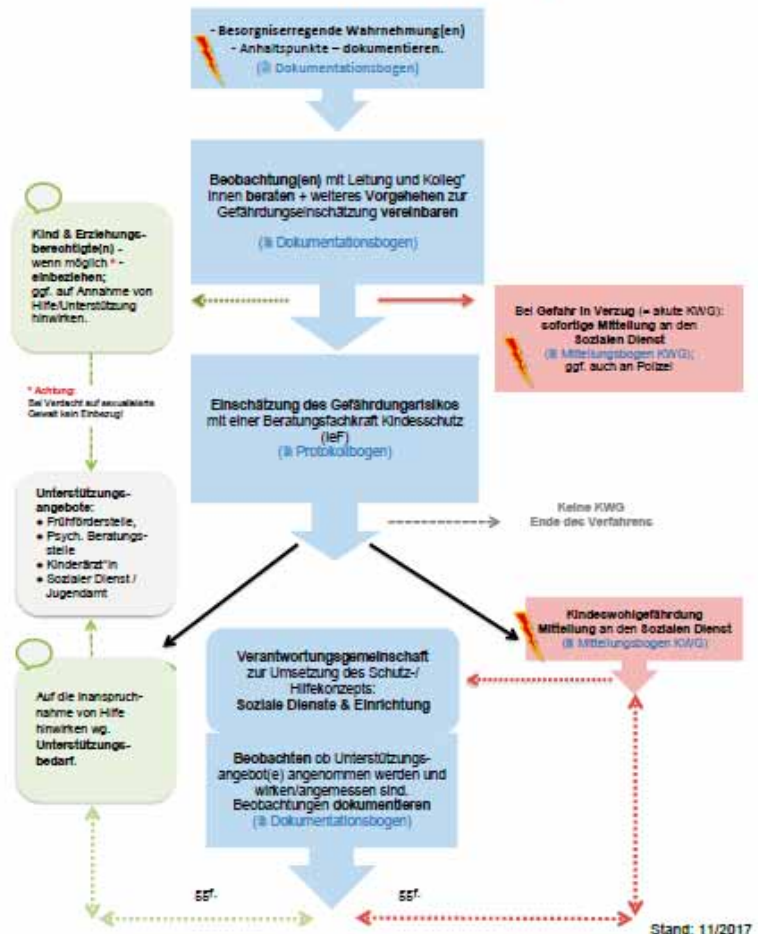 - Besorgniserregende Wahrnehmung(en)
- Anhaltspunkte – dokumentieren.
(Dokumentationsbogen)
Beobachtung(en) mit Leitung und Kolleg*
innen beraten + weiteres Vorgehehen zur
Gefährdungseinschätzung vereinbaren
(Dokumentationsbogen)
Kind & Erziehungs-
berechtigte(n) -
wenn möglich * -
einbeziehen;
ggf. auf Annahme von
Hilfe/Unterstützung
hinwirken.
Bei Gefahr in Verzug (= akute KWG):
sofortige Mitteilung an den
Sozialen Dienst
(Mitteilungsbogen KWG);
ggf. auch an Polizei
* Achtung:
Bei Verdacht auf sexualisierte
Gewalt kein Einbezug!
Einschätzung des Gefährdungsrisikos
mit einer Beratungsfachkraft Kindesschutz
(ieF)
(Protokollbogen)
Unterstützungs-
angebote:
● Frühförderstelle,
● Psych. Beratungs-
stelle
● Kinderärzt*in
● Sozialer Dienst /
Jugendamt
Keine KWG
Ende des Verfahrens
Kindeswohlgefährdung
Mitteilung an den Sozialen Dienst
(Mitteilungsbogen KWG)
Verantwortungsgemeinschaft
zur Umsetzung des Schutz-/
Hilfekonzepts:
Soziale Dienste & Einrichtung
Auf die Inanspruch-
nahme von Hilfe
hinwirken wg.
Unterstützungs-
bedarf.
Beobachten ob Unterstützungs-
angebot(e) angenommen werden und
wirken/angemessen sind.
Beobachtungen dokumentieren
(Dokumentationsbogen)
ggf.
ggf.
Stand: 11/2017